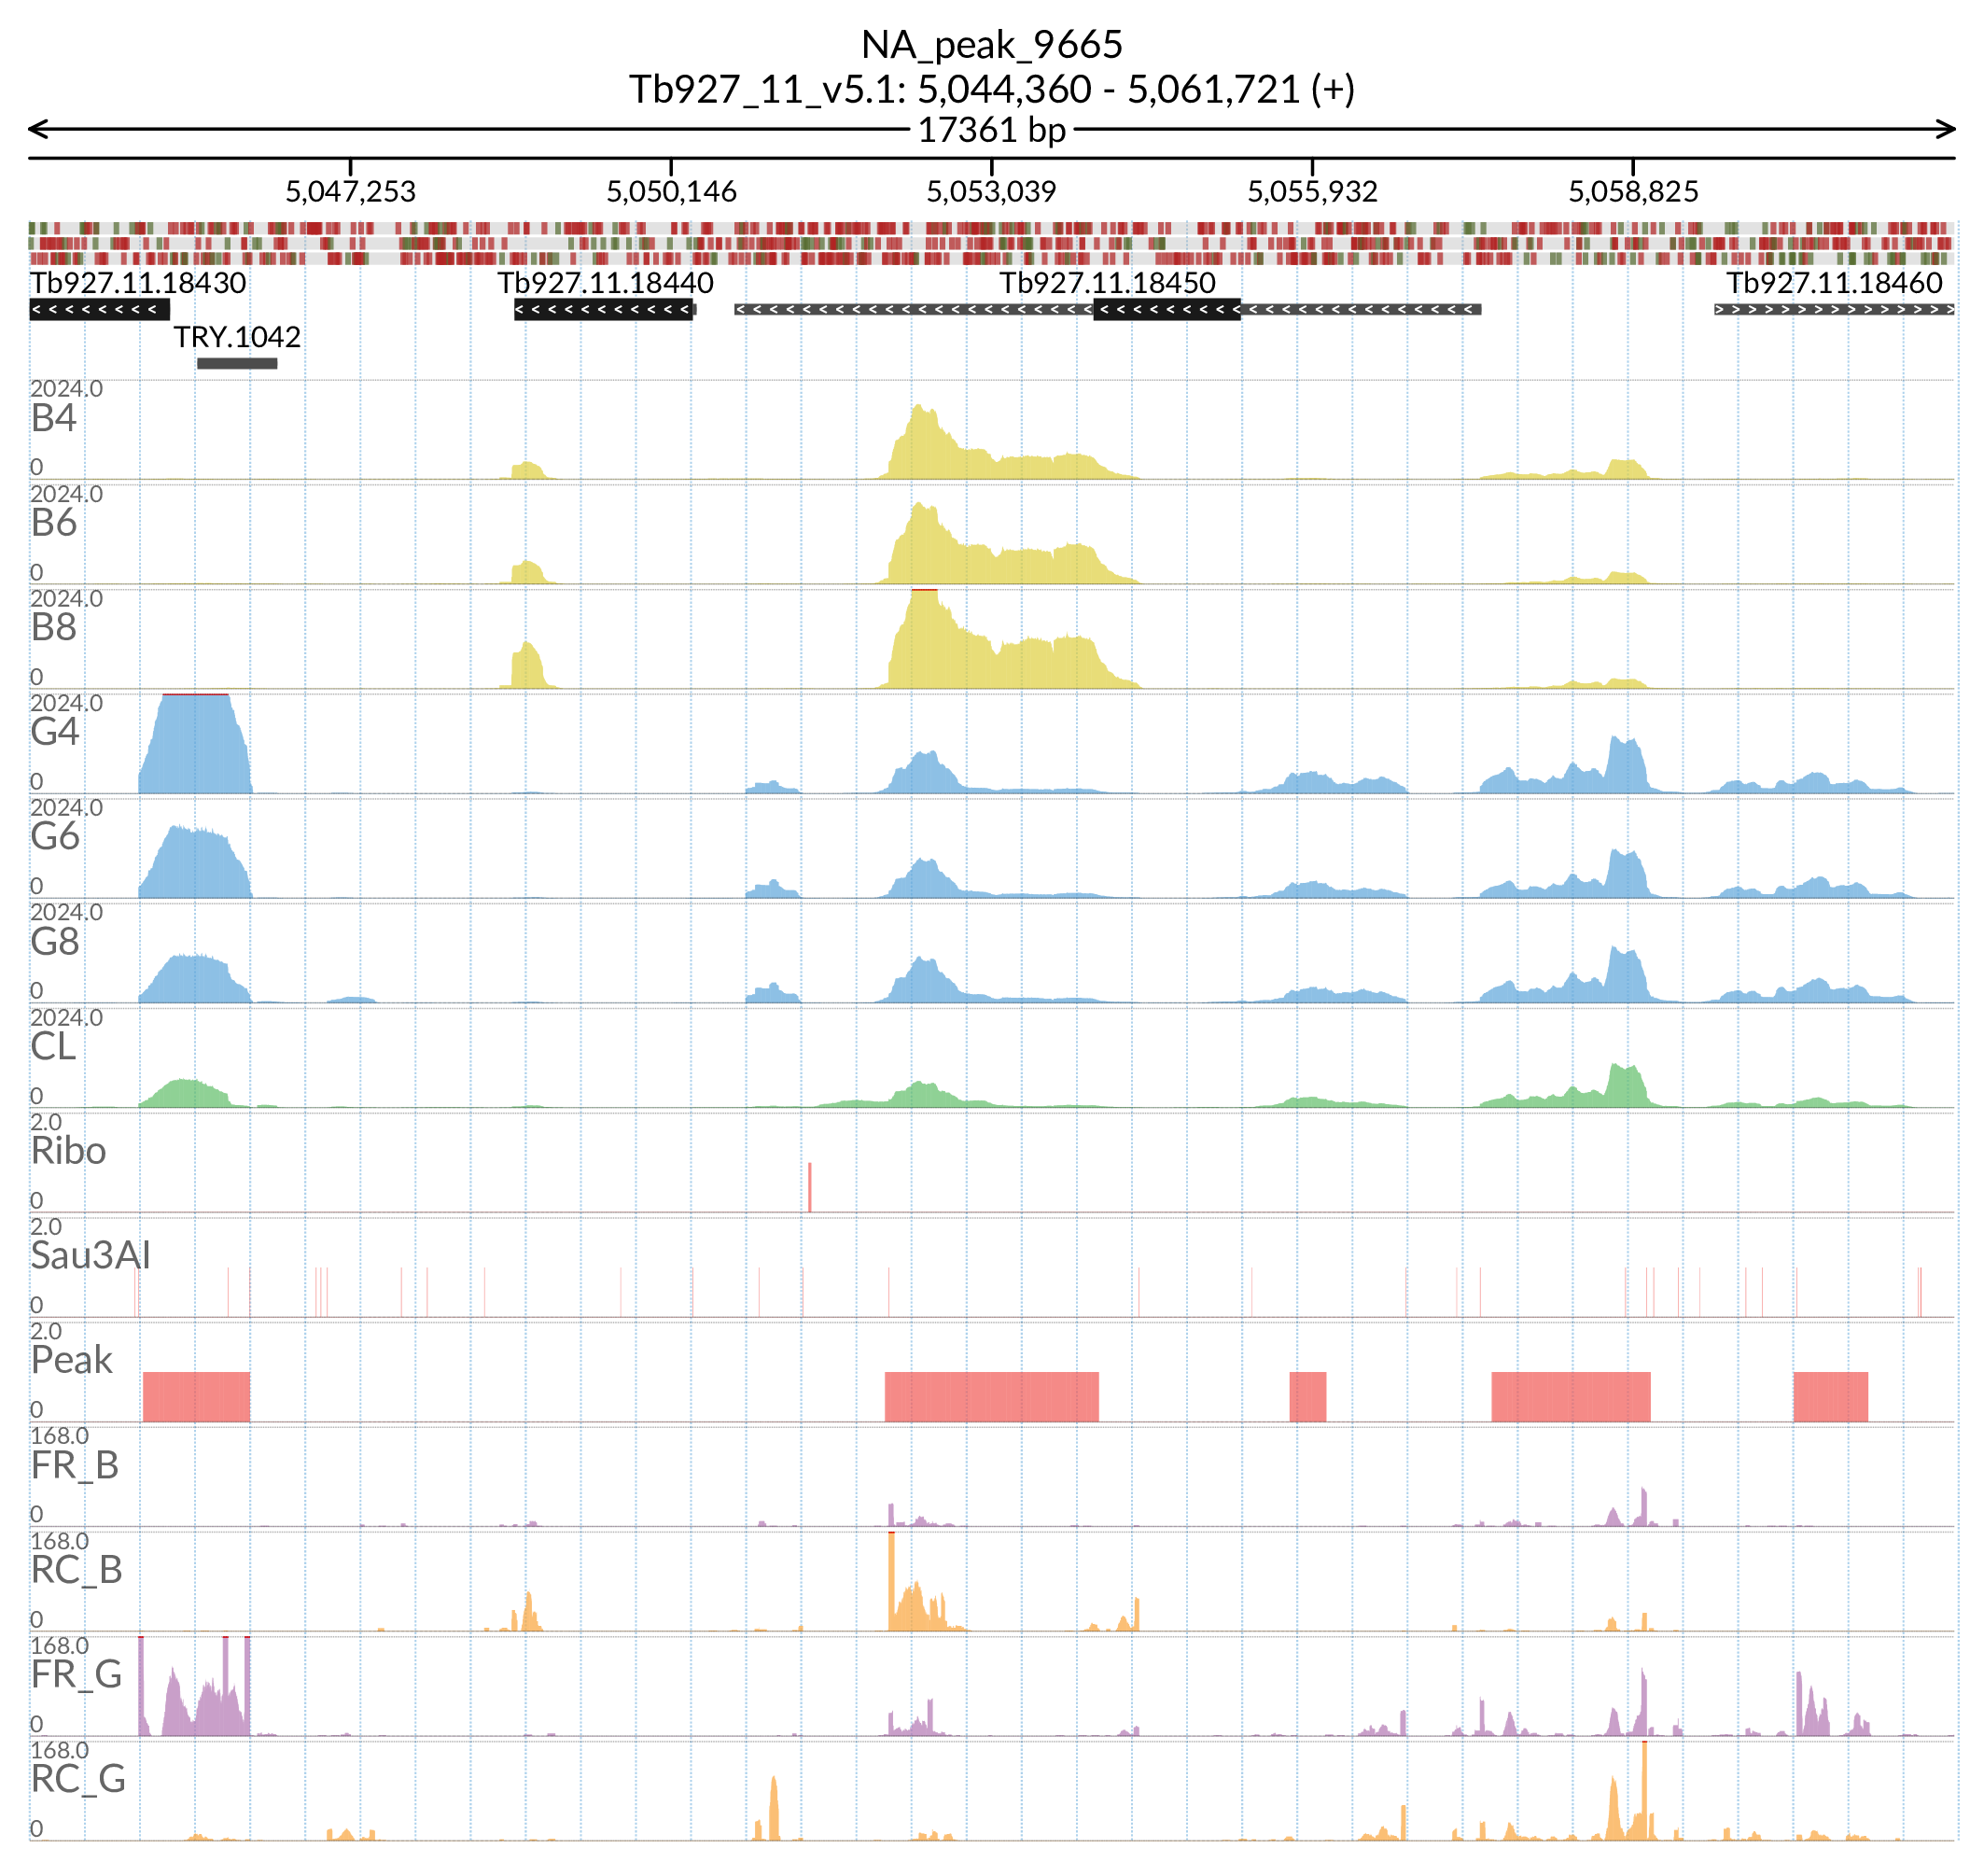 NA_peak_9665
Tb927_11_v5.1: 5,044,360 - 5,061,721 (+)
17361 bp
5,047,253 5,050,146 5,053,039 5,055,932 5,058,825
Tb927.11.18430 Tb927.11.18440 Tb927.11.18450 Tb927.11.18460
TRY.1042
2024.0
B4
0
2024.0
B6
0
2024.0
B8
0
2024.0
G4
0
2024.0
G6
0
2024.0
G8
0
2024.0
CL
0
2.0
Ribo
0
2.0
Sau3AI
0
2.0
Peak
0
168.0
FR_B
0
168.0
RC_B
0
168.0
FR_G
0
168.0
RC_G
0